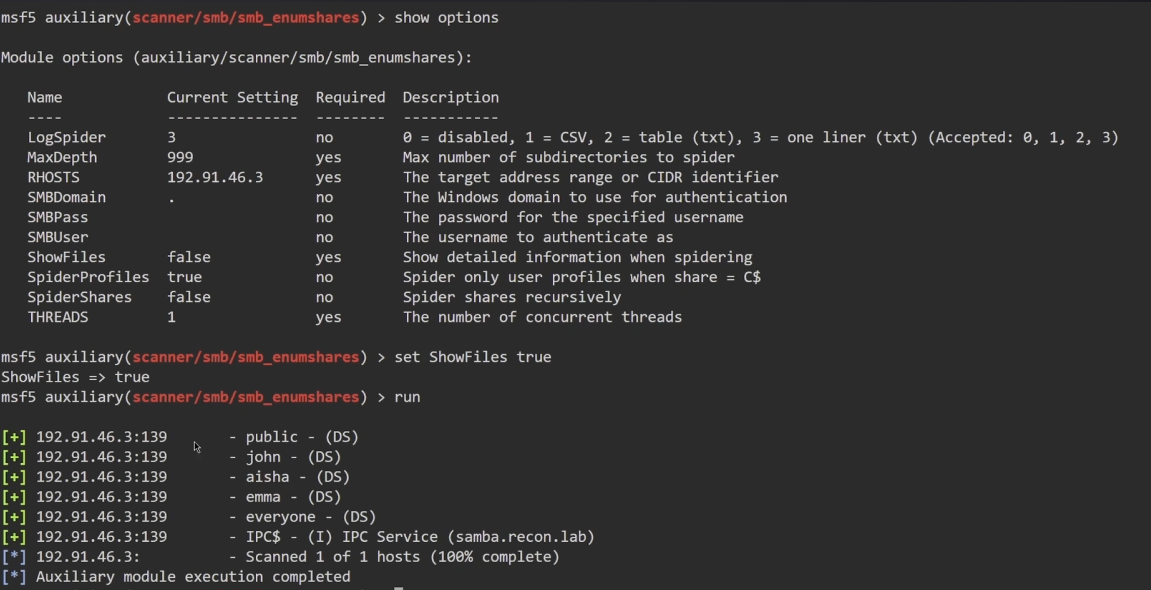 msf5 auxiliary(scanner/smb/smb_enumshares) > show options
Module options (auxiliary/scanner/smb/smb_enumshares):
Name Current Setting Required Description
---- --------------- -------- -----------
LogSpider 3 no 0 = disabled, 1 = CSV, 2 = table (txt), 3 = one liner (txt) (Accepted: 0, 1, 2, 3)
MaxDepth 999 yes Max number of subdirectories to spider
RHOSTS 192.91.46.3 yes The target address range or CIDR identifier
SMBDomain . no The Windows domain to use for authentication
SMBPass no The password for the specified username
SMBUser no The username to authenticate as
ShowFiles false yes Show detailed information when spidering
SpiderProfiles true no Spider only user profiles when share = C$
SpiderShares false no Spider shares recursively
THREADS 1 yes The number of concurrent threads
msf5 auxiliary(scanner/smb/smb_enumshares) > set ShowFiles true
ShowFiles => true
msf5 auxiliary(scanner/smb/smb_enumshares) > run
[+] 192.91.46.3:139 - public - (DS)
[+] 192.91.46.3:139 - john - (DS)
[+] 192.91.46.3:139 - aisha - (DS)
[+] 192.91.46.3:139 - emma - (DS)
[+] 192.91.46.3:139 - everyone - (DS)
[+] 192.91.46.3:139 - IPC$ - (I) IPC Service (samba.recon.lab)
[*] 192.91.46.3: - Scanned 1 of 1 hosts (100% complete)
[*] Auxiliary module execution completed